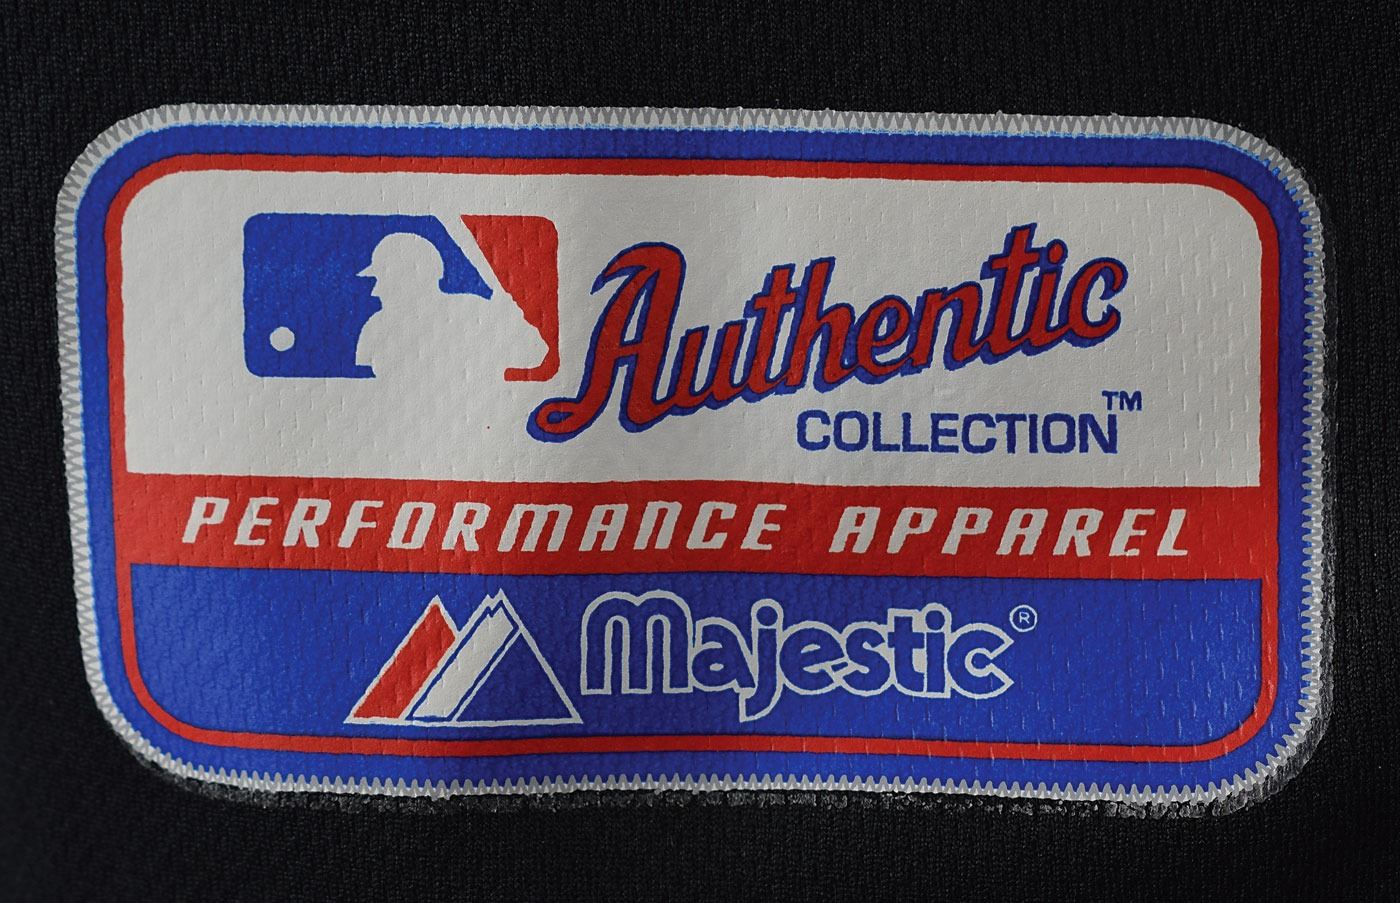 Authentic
COLLECTION™
PERFORMANCE APPAREL
Majestic®